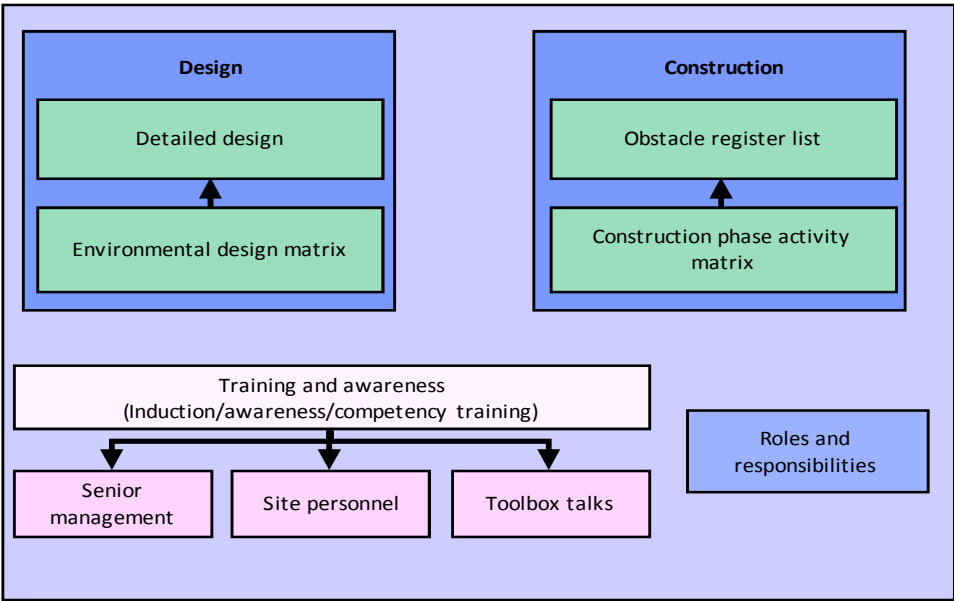 Design
Detailed design
Environmental design matrix
Construction
Obstacle register list
Construction phase activity
matrix
Training and awareness
(Induction/awareness/competency training)
Senior
management
Site personnel
Toolbox talks
Roles and
responsibilities